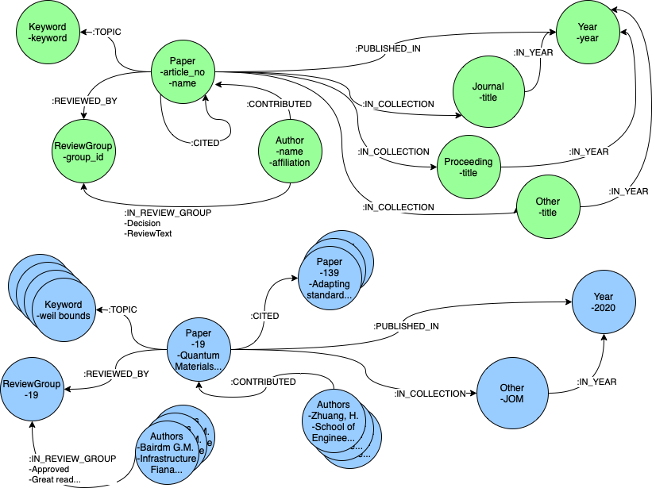 Keyword
-keyword
:TOPIC
Paper
-article_no
-name
:PUBLISHED_IN
Year
-year
:IN_YEAR
Journal
-title
:REVIEWED_BY
:CONTRIBUTED
:IN_COLLECTION
ReviewGroup
-group_id
:CITED
Author
-name
-affiliation
:IN_COLLECTION
Proceeding
-title
:IN_YEAR
:IN_YEAR
Other
-title
:IN_COLLECTION
:IN_REVIEW_GROUP
-Decision
-ReviewText
Keyword
-weil bounds
:TOPIC
Paper
-139
-Adapting
standard...
:CITED
Year
-2020
Paper
-19
-Quantum
Materials...
:PUBLISHED_IN
:REVIEWED_BY
ReviewGroup
-19
:CONTRIBUTED
:IN_COLLECTION
Other
-JOM
:IN_YEAR
Authors
-Zhuang, H.
-School of
Enginee...
Authors
-Bairdm G.M.
-Infrastructure
Fiana...
:IN_REVIEW_GROUP
-Approved
-Great read...